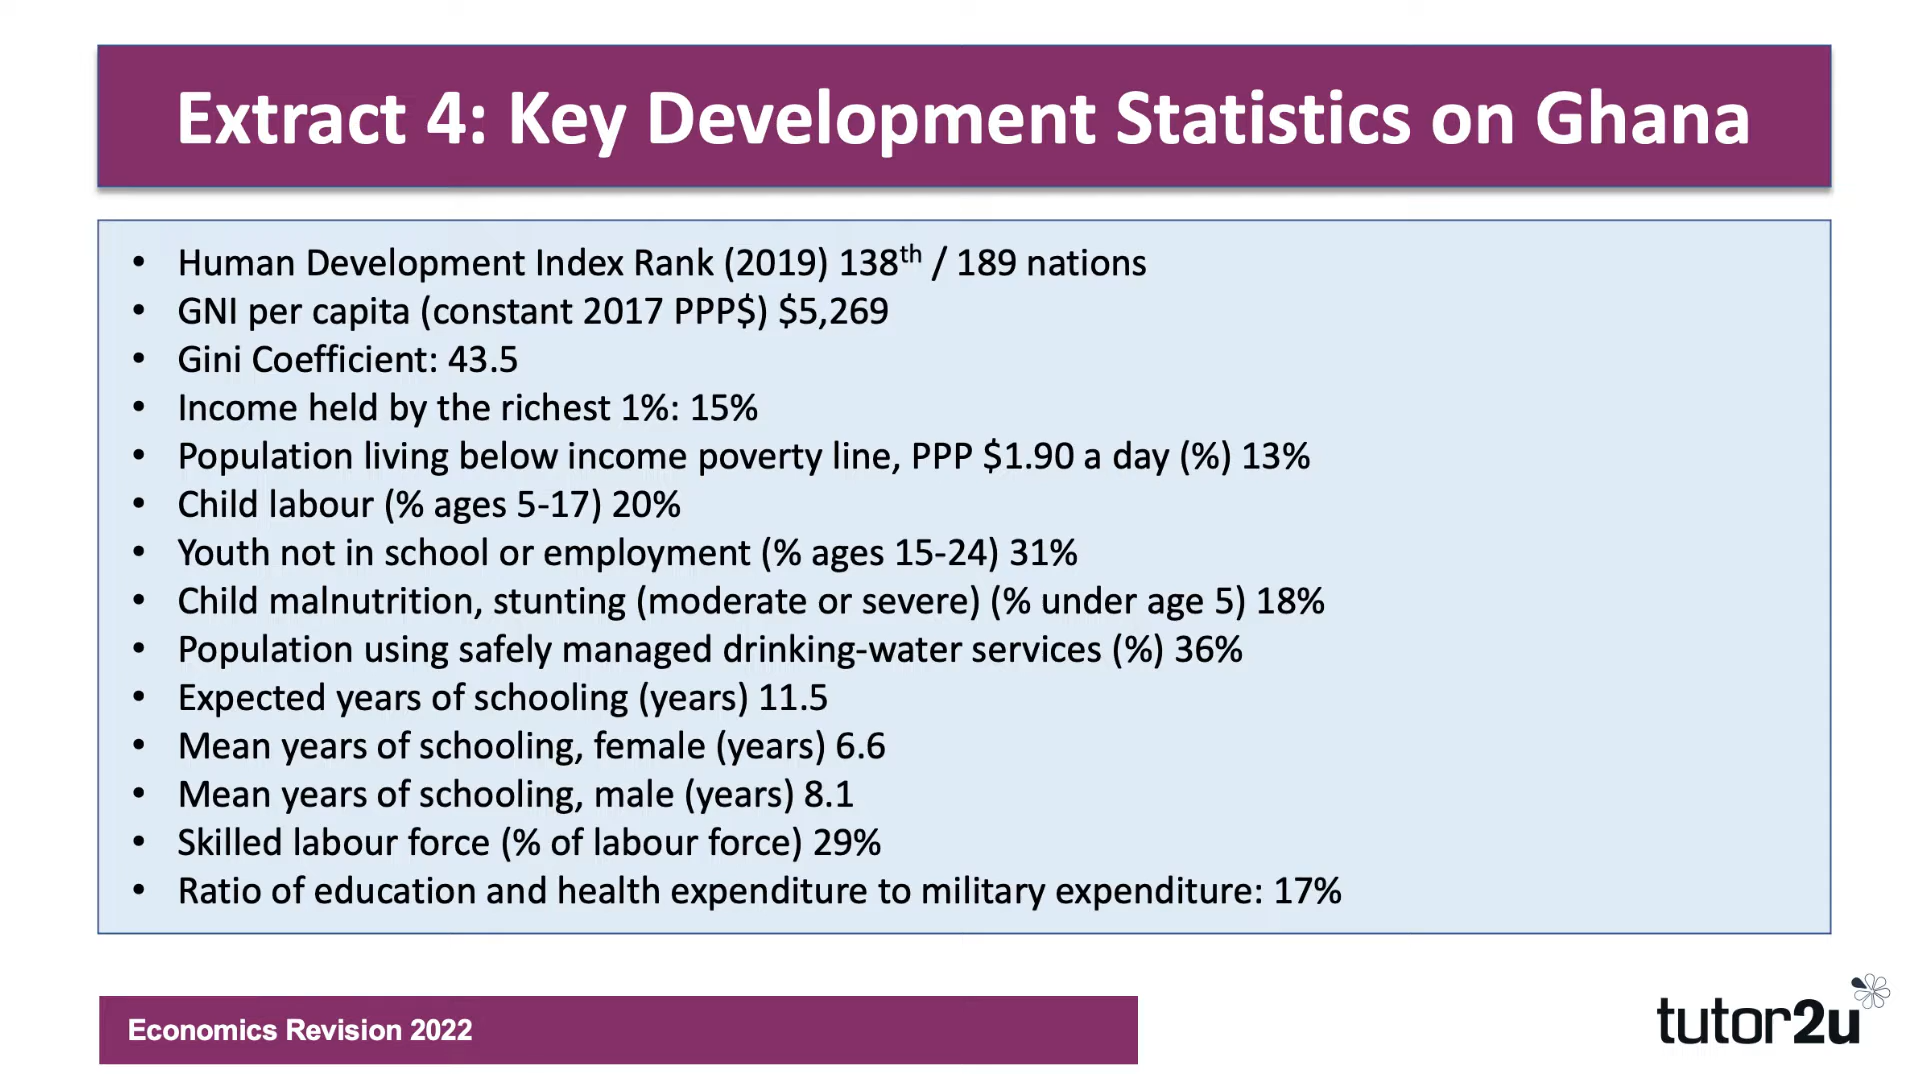 Extract 4: Key Development Statistics on Ghana
• Human Development Index Rank (2019) 138th / 189 nations
• GNI per capita (constant 2017 PPP$) $5,269
• Gini Coefficient: 43.5
• Income held by the richest 1%: 15%
• Population living below income poverty line, PPP $1.90 a day (%) 13%
• Child labour (% ages 5-17) 20%
• Youth not in school or employment (% ages 15-24) 31%
• Child malnutrition, stunting (moderate or severe) (% under age 5) 18%
• Population using safely managed drinking-water services (%) 36%
• Expected years of schooling (years) 11.5
• Mean years of schooling, female (years) 6.6
• Mean years of schooling, male (years) 8.1
• Skilled labour force (% of labour force) 29%
• Ratio of education and health expenditure to military expenditure: 17%
Economics Revision 2022
tutor2u